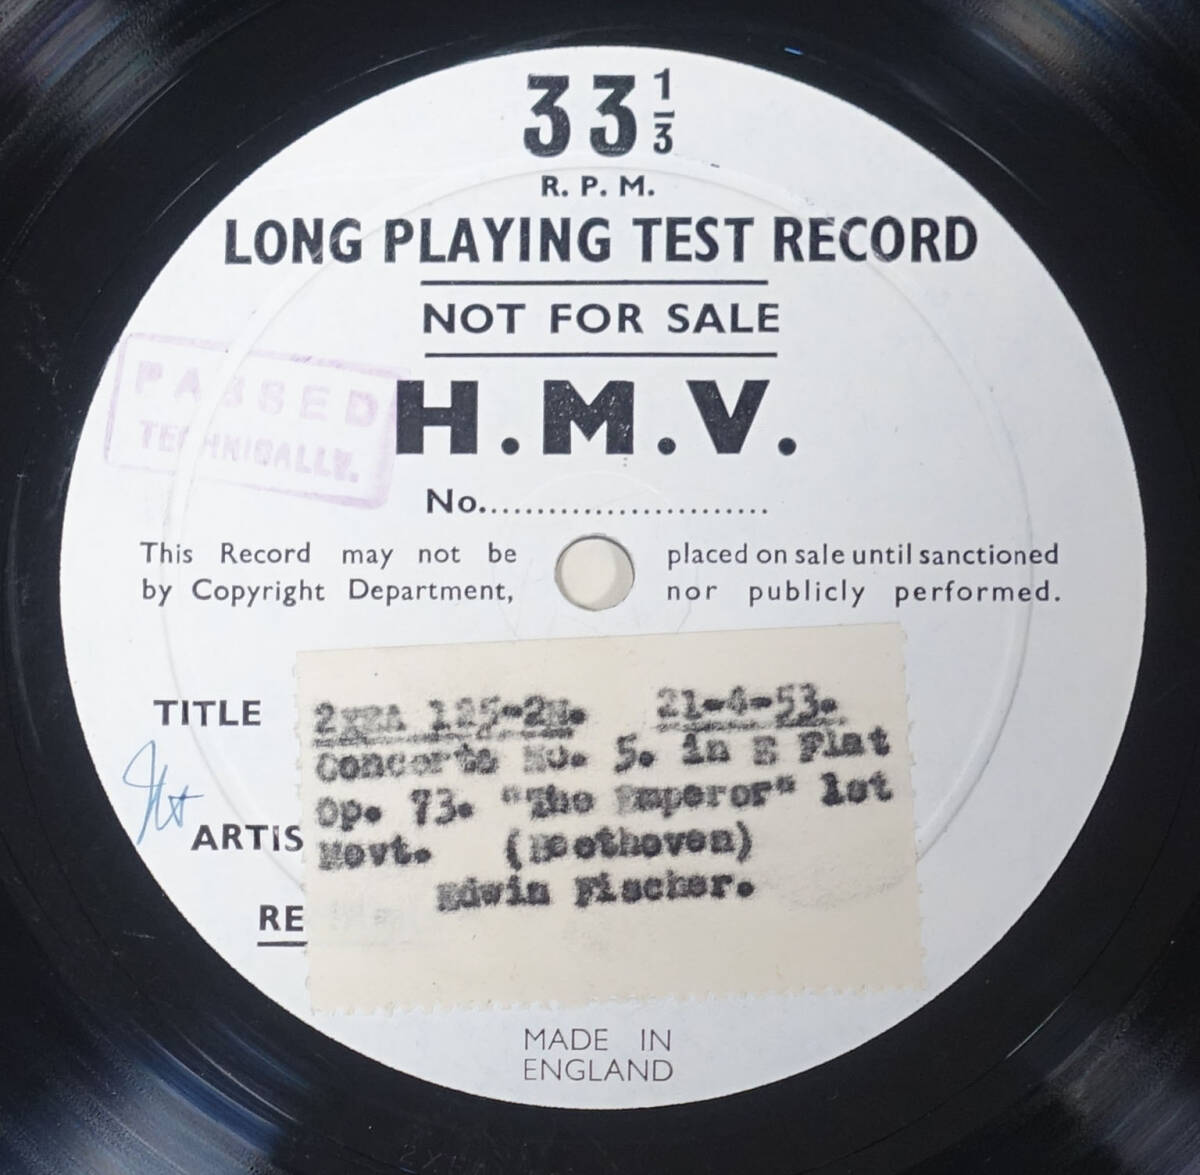 33 1/3
R. P. M.
LONG PLAYING TEST RECORD
NOT FOR SALE
PASSED
TECHNICALLY.
H.M.V.
No...........................
This Record may not be placed on sale until sanctioned
by Copyright Department, nor publicly performed.
TITLE
21-4-53.
Concerto No. 5. in E Flat
Op. 73. "The Emperor" 1st
Movt. (Beethoven)
Edwin Fischer.
ARTIS
RE
MADE IN
ENGLAND